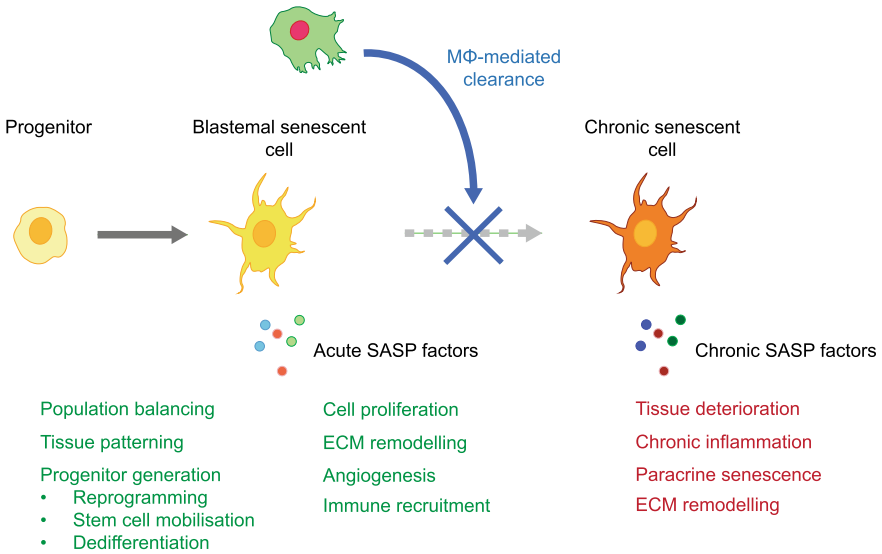 MΦ-mediated
clearance
Progenitor
Blastemal senescent
cell
Chronic senescent
cell
Acute SASP factors
Chronic SASP factors
Population balancing
Tissue patterning
Progenitor generation
• Reprogramming
• Stem cell mobilisation
• Dedifferentiation
Cell proliferation
ECM remodelling
Angiogenesis
Immune recruitment
Tissue deterioration
Chronic inflammation
Paracrine senescence
ECM remodelling